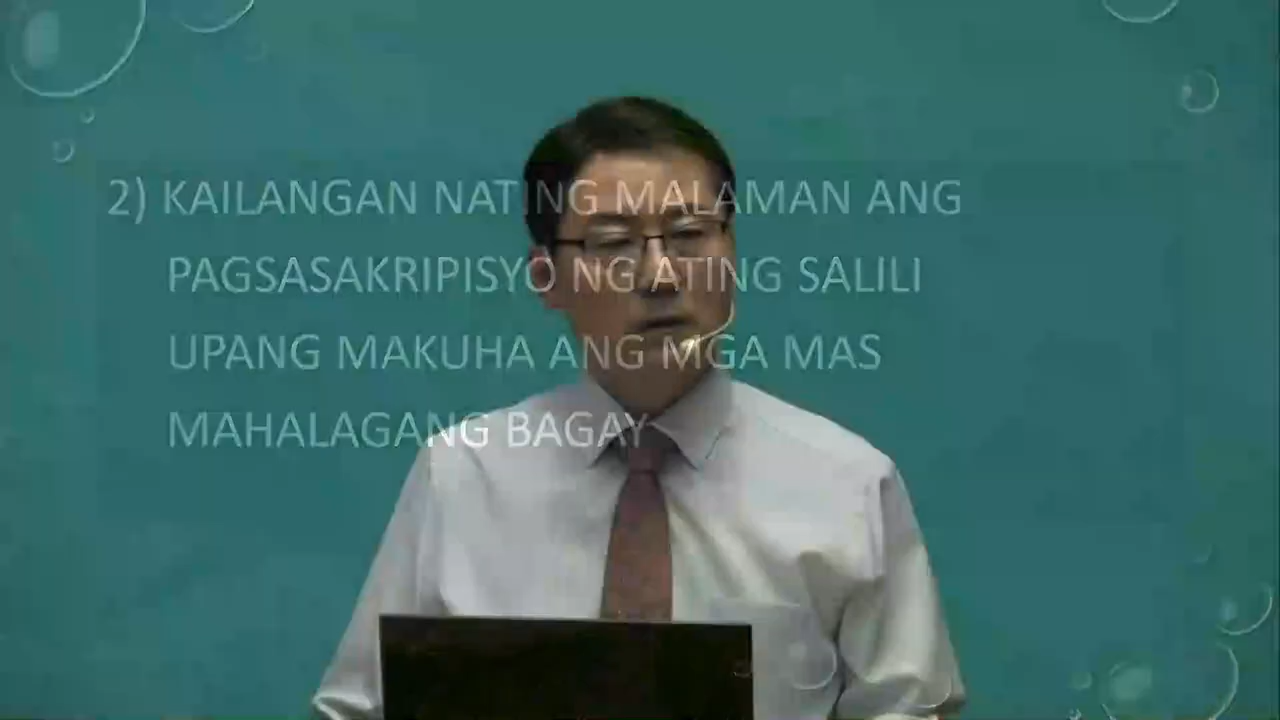 2) KAILANGAN NATING MALAMAN ANG
PAGSASAKRIPISYO NG ATING SALILI
UPANG MAKUHA ANG MGA MAS
MAHALAGANG BAGAY